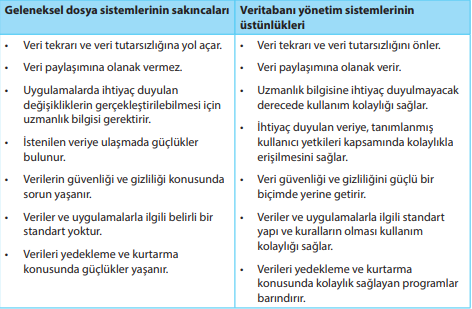 Geleneksel dosya sistemlerinin sakıncaları
• Veri tekrarı ve veri tutarsızlığına yol açar.
• Veri paylaşımına olanak vermez.
• Uygulamalarda ihtiyaç duyulan
değişikliklerin gerçekleştirilebilmesi için
uzmanlık bilgisi gerektirir.
• İstenilen veriye ulaşmada güçlükler
bulunur.
• Verilerin güvenliği ve gizliliği konusunda
sorun yaşanır.
• Veriler ve uygulamalarla ilgili belirli bir
standart yoktur.
• Verileri yedekleme ve kurtarma
konusunda güçlükler yaşanır.
Veritabanı yönetim sistemlerinin
üstünlükleri
• Veri tekrarı ve veri tutarsızlığını önler.
• Veri paylaşımına olanak verir.
• Uzmanlık bilgisine ihtiyaç duyulmayacak
derecede kullanım kolaylığı sağlar.
• İhtiyaç duyulan veriye, tanımlanmış
kullanıcı yetkileri kapsamında kolaylıkla
erişilmesini sağlar.
• Veri güvenliği ve gizliliğini güçlü bir
biçimde yerine getirir.
• Veriler ve uygulamalarla ilgili standart
yapı ve kuralların olması kullanım
kolaylığı sağlar.
• Verileri yedekleme ve kurtarma
konusunda kolaylık sağlayan programlar
barındırır.